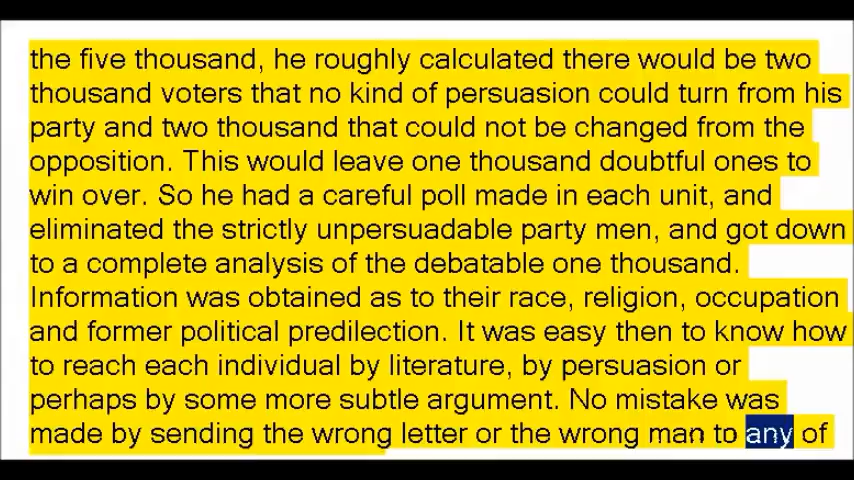 the five thousand, he roughly calculated there would be two
thousand voters that no kind of persuasion could turn from his
party and two thousand that could not be changed from the
opposition. This would leave one thousand doubtful ones to
win over. So he had a careful poll made in each unit, and
eliminated the strictly unpersuadable party men, and got down
to a complete analysis of the debatable one thousand.
Information was obtained as to their race, religion, occupation
and former political predilection. It was easy then to know how
to reach each individual by literature, by persuasion or
perhaps by some more subtle argument. No mistake was
made by sending the wrong letter or the wrong man to any of